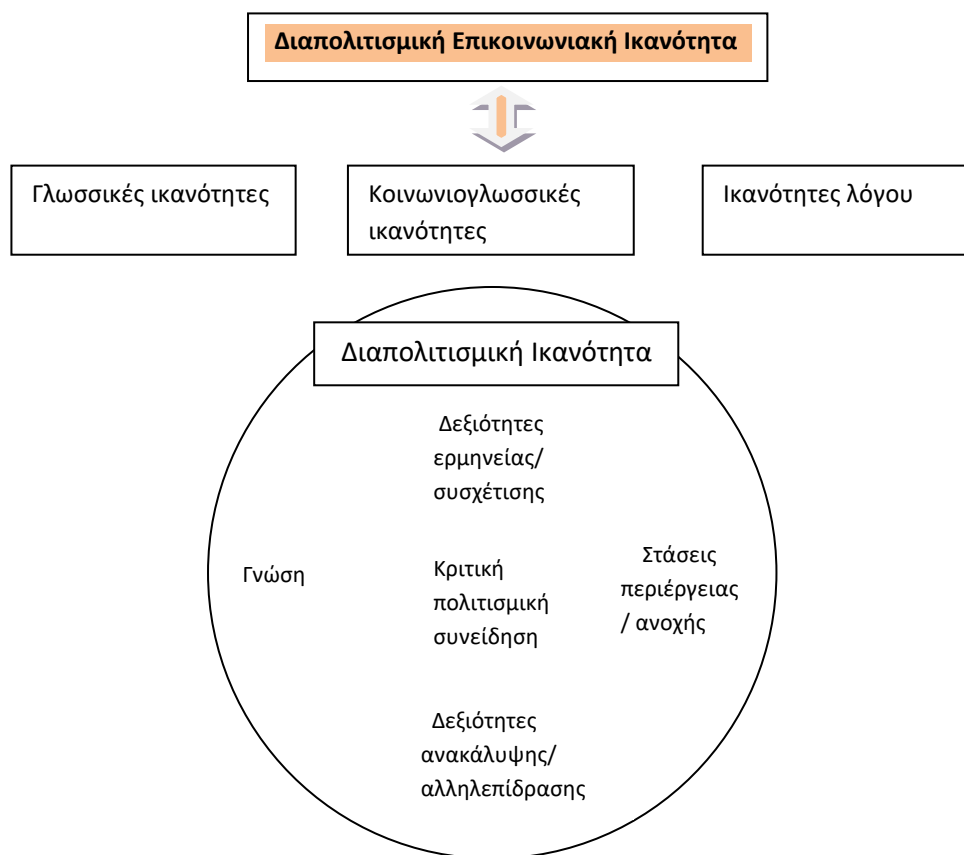 Διαπολιτισμική Επικοινωνιακή Ικανότητα
Γλωσσικές ικανότητες
Κοινωνιογλωσσικές
ικανότητες
Ικανότητες λόγου
Διαπολιτισμική Ικανότητα
Δεξιότητες
ερμηνείας/
συσχέτισης
Γνώση
Κριτική
πολιτισμική
συνείδηση
Στάσεις
περιέργειας
/ ανοχής
Δεξιότητες
ανακάλυψης/
αλληλεπίδρασης